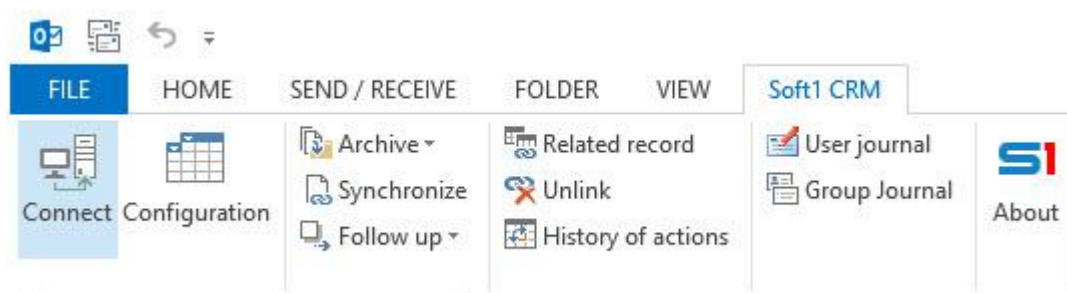 FILE HOME SEND / RECEIVE FOLDER VIEW Soft1 CRM
Connect
Configuration
Archive
Synchronize
Follow up
Related record
Unlink
History of actions
User journal
Group Journal
S1
About